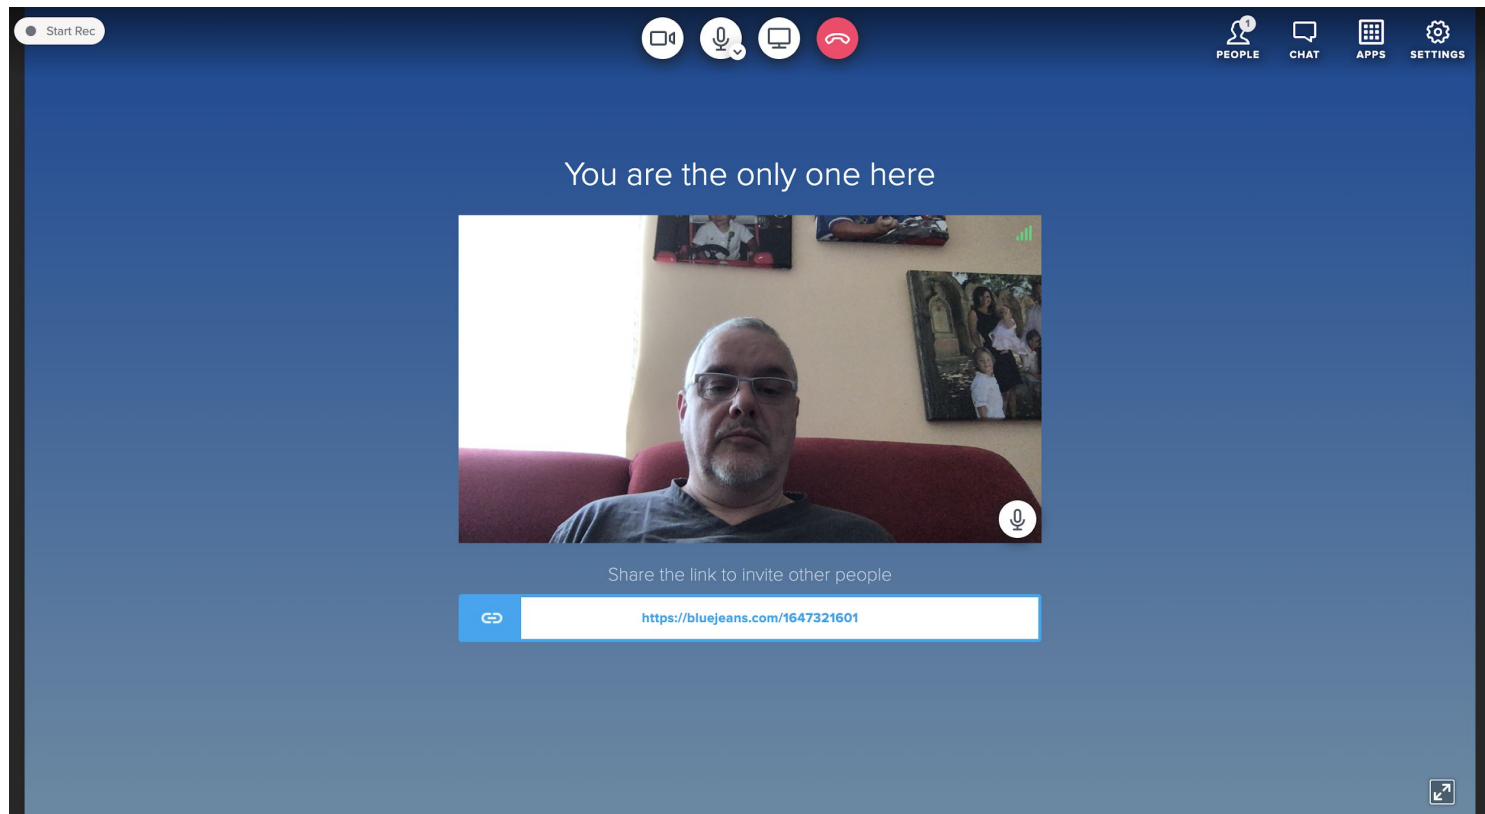 Start Rec
1
PEOPLE
CHAT
APPS
SETTINGS
You are the only one here
Share the link to invite other people
https://bluejeans.com/1647321601